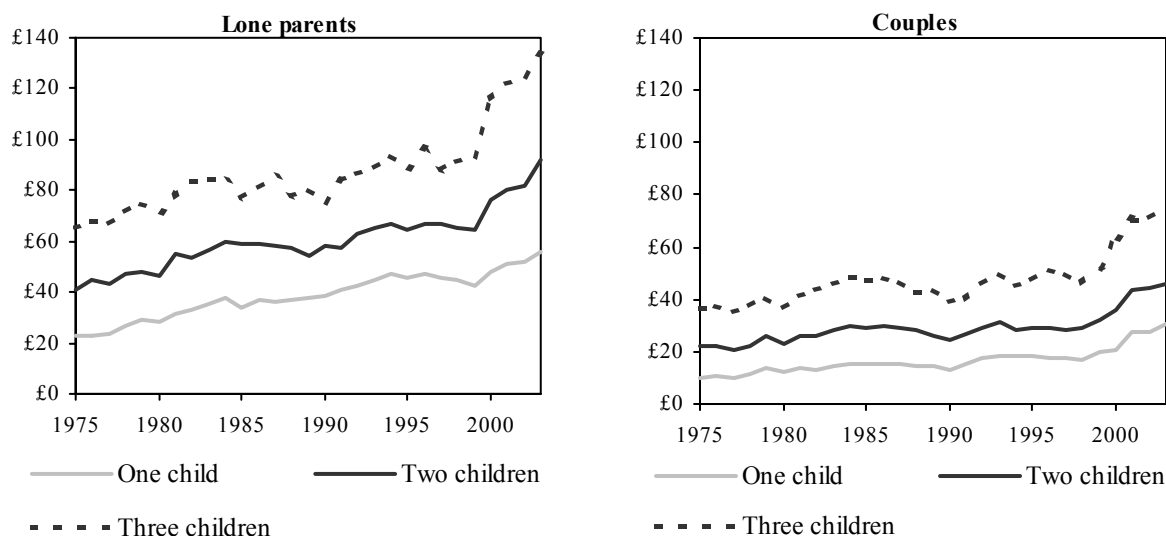 Lone parents
£140
£120
£100
£80
£60
£40
£20
£0
1975 1980 1985 1990 1995 2000
One child Two children
Three children
Couples
£140
£120
£100
£80
£60
£40
£20
£0
1975 1980 1985 1990 1995 2000
One child Two children
Three children